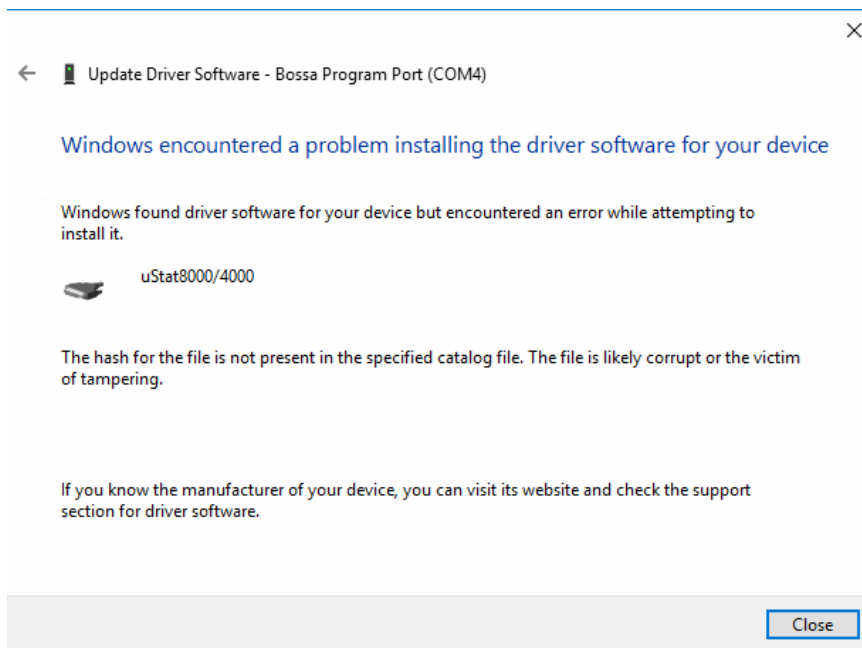 Update Driver Software - Bossa Program Port (COM4)
Windows encountered a problem installing the driver software for your device
Windows found driver software for your device but encountered an error while attempting to
install it.
uStat8000/4000
The hash for the file is not present in the specified catalog file. The file is likely corrupt or the victim
of tampering.
If you know the manufacturer of your device, you can visit its website and check the support
section for driver software.
Close